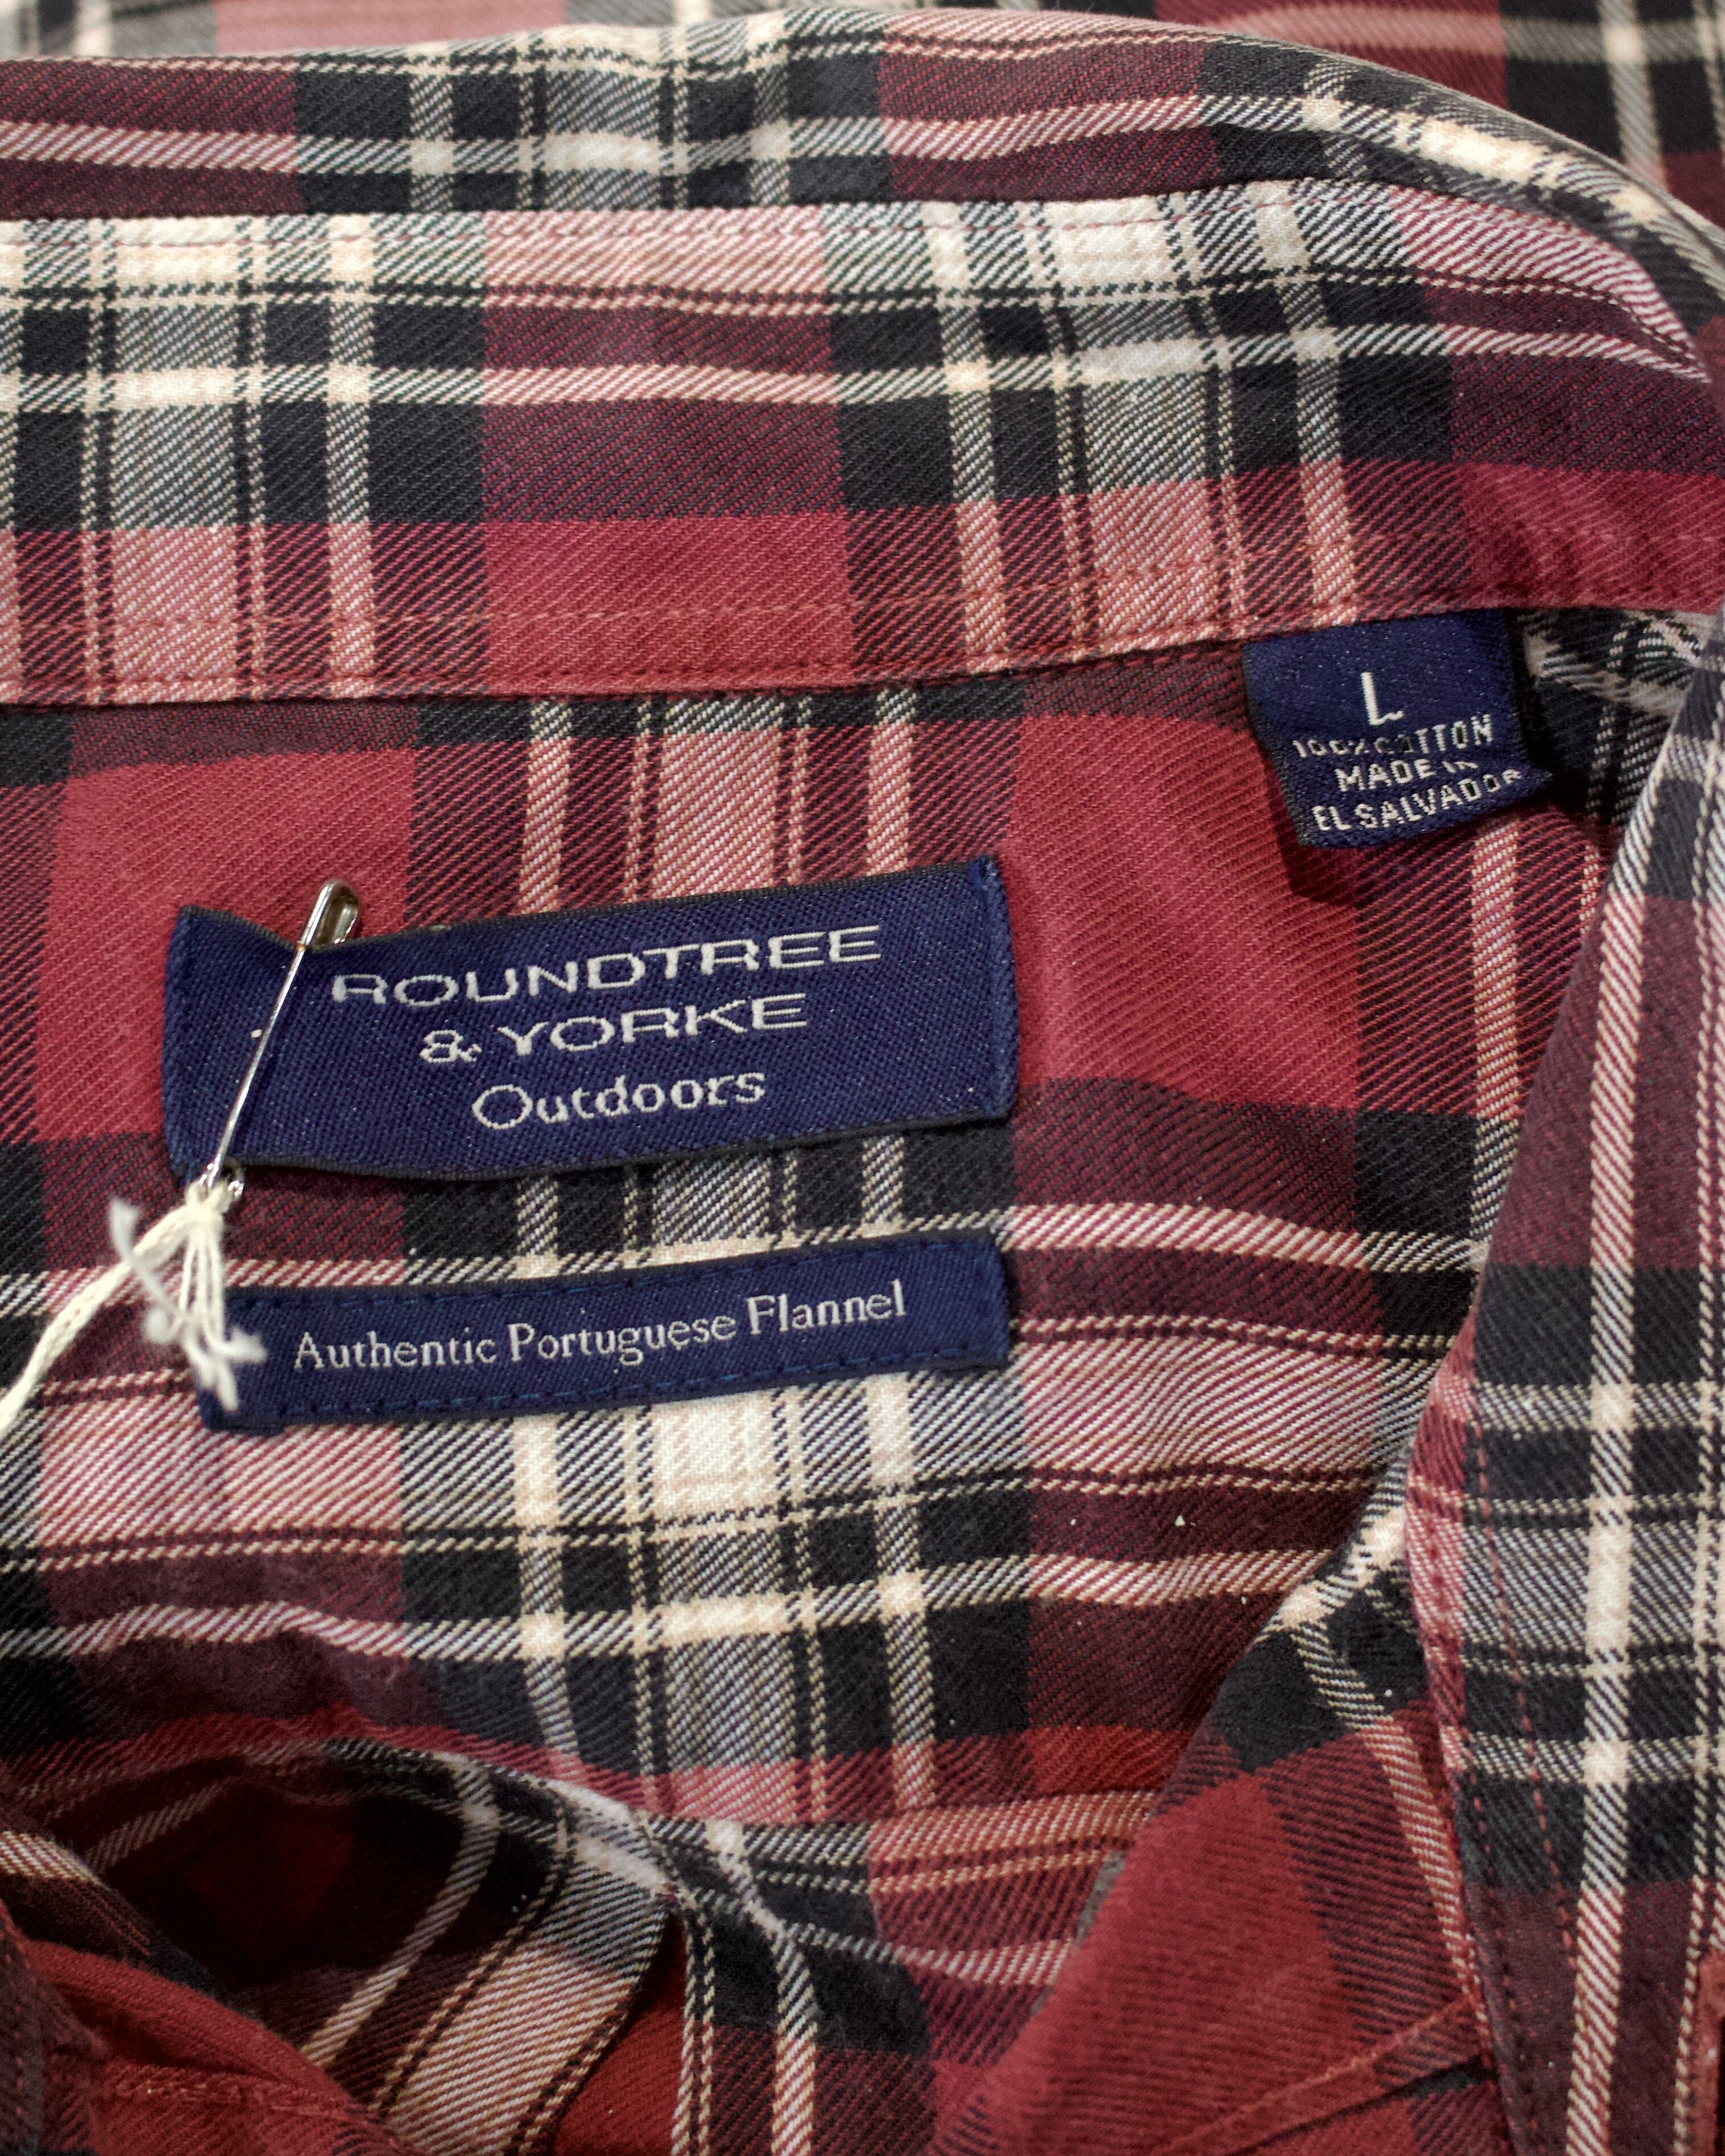 L
100% COTTON
MADE IN
EL SALVADOR
ROUNDTREE
& YORKE
Outdoors
Authentic Portuguese Flannel